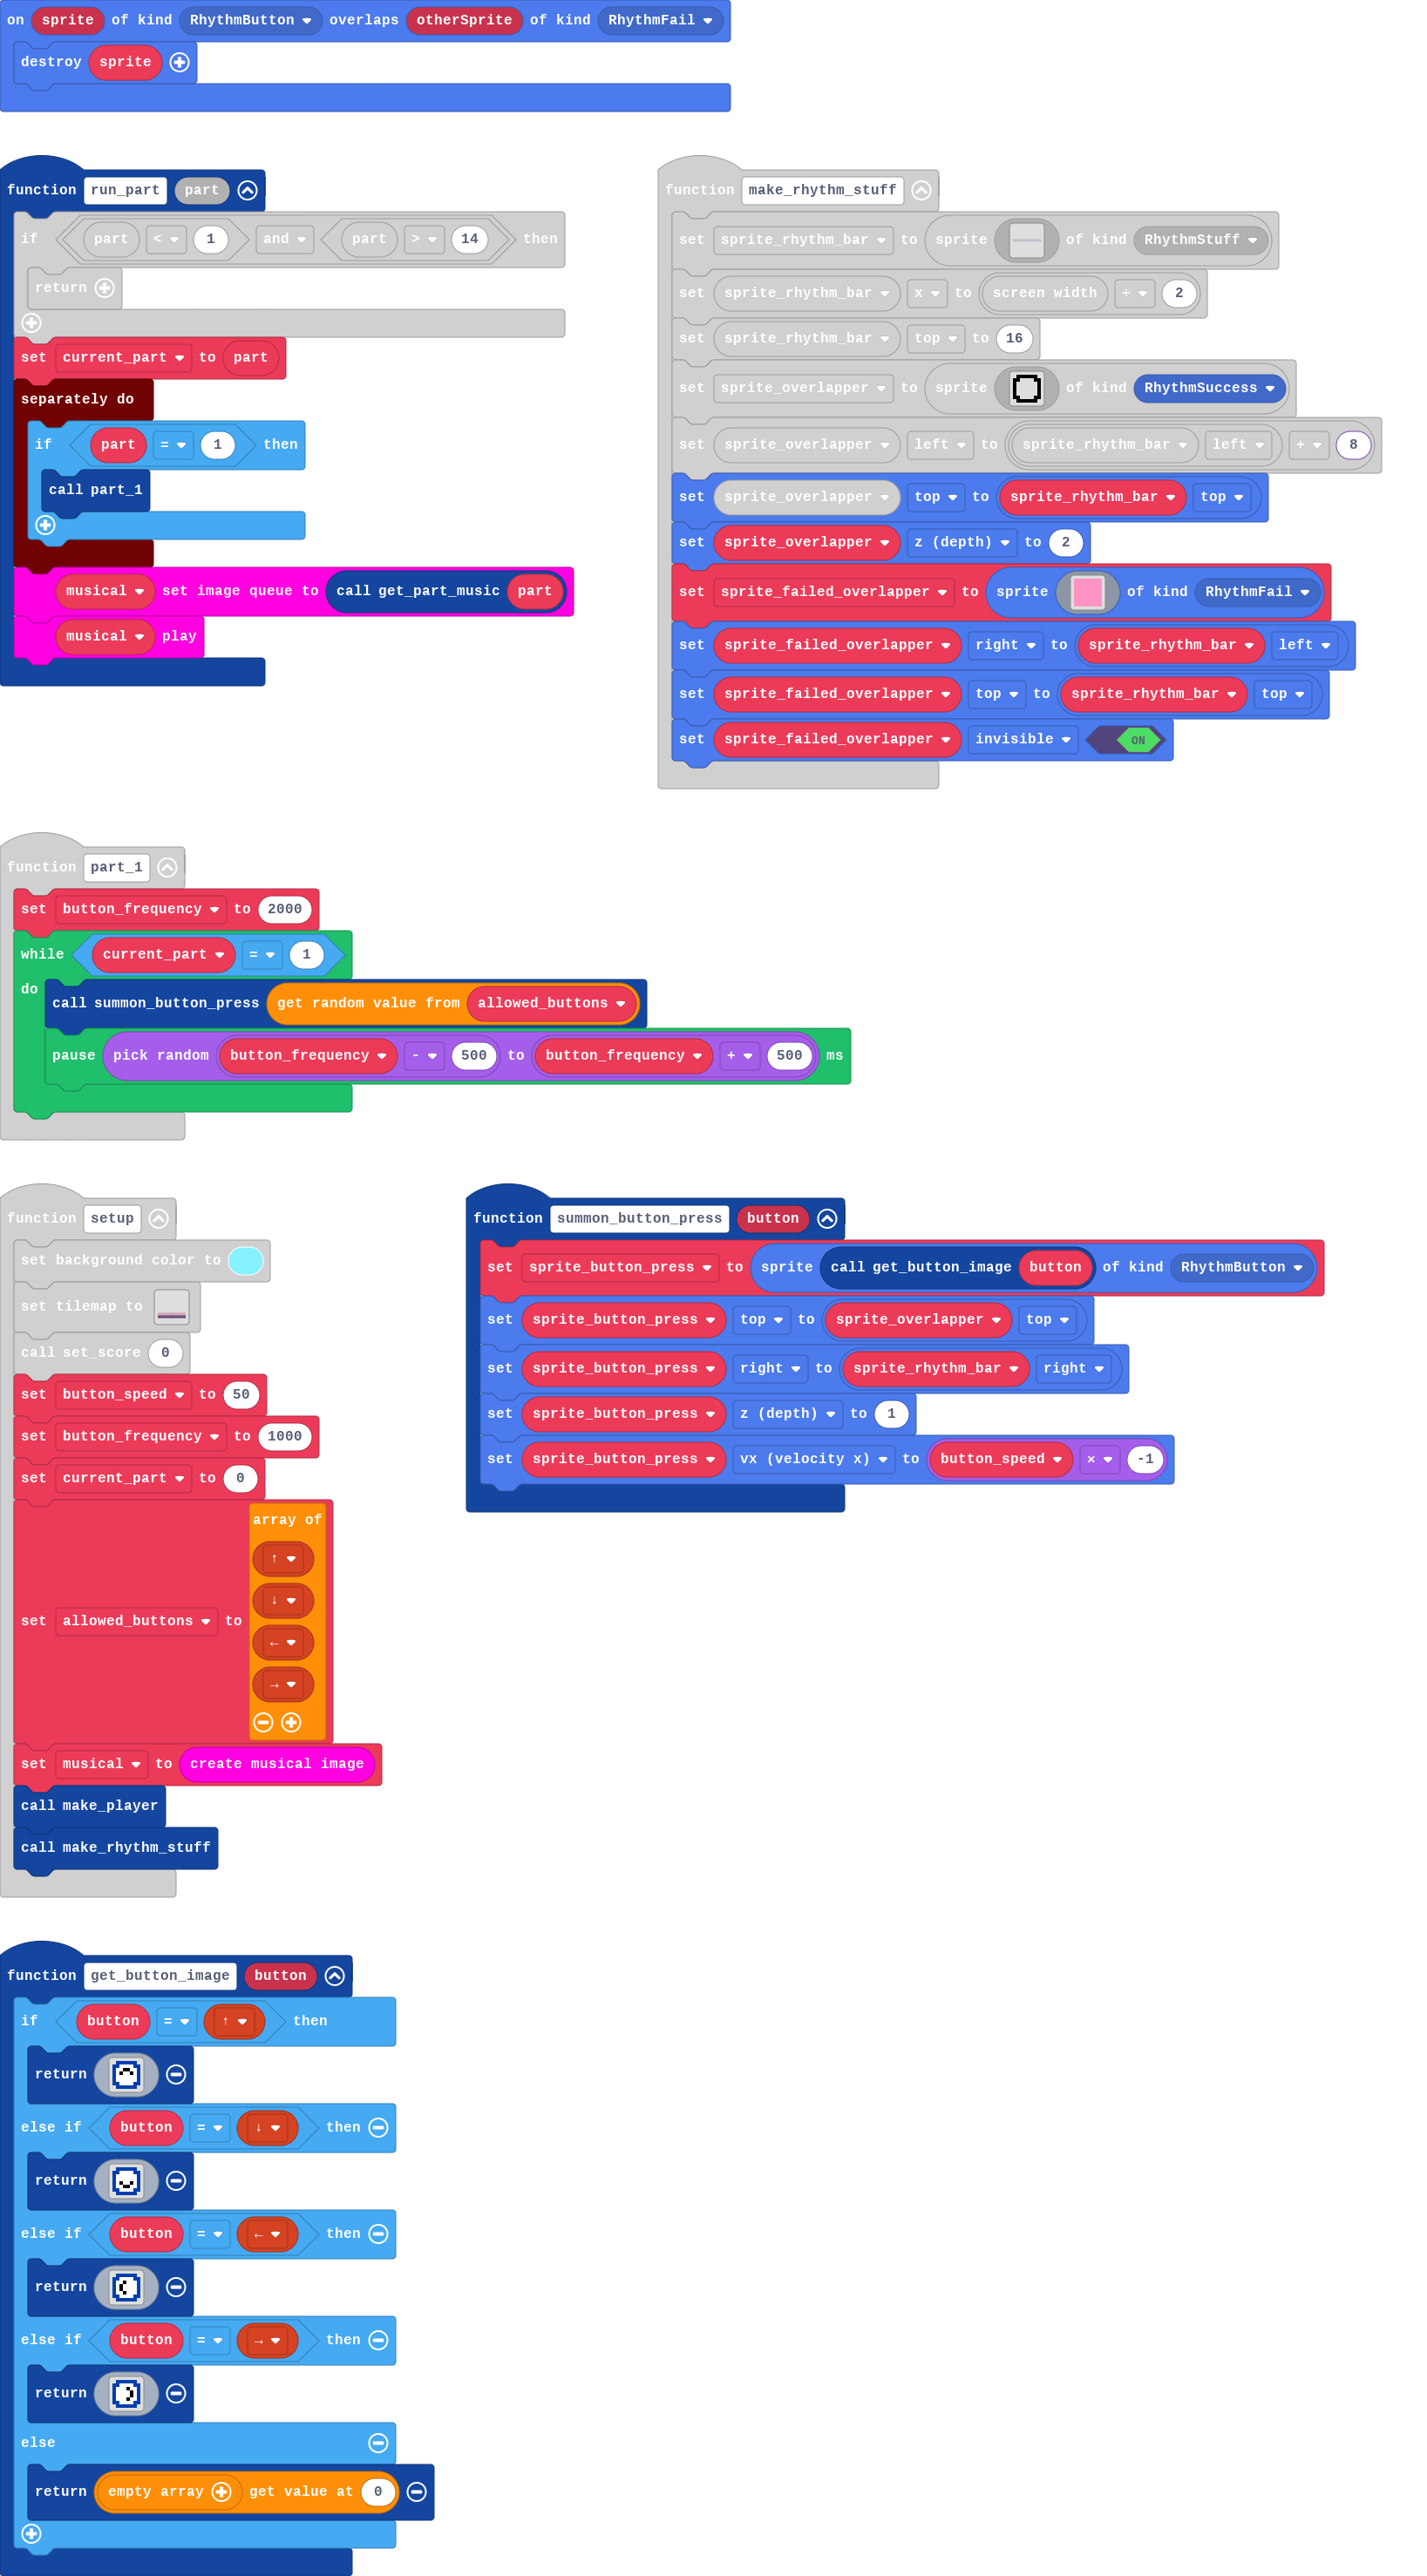 on sprite of kind RhythmButton overlaps otherSprite of kind RhythmFail
destroy sprite
function run_part part
if part < 1 and part > 14 then
return
set current_part to part
separately do
if part = 1 then
call part_1
musical set image queue to call get_part_music part
musical play
function make_rhythm_stuff
set sprite_rhythm_bar to sprite of kind RhythmStuff
set sprite_rhythm_bar x to screen width ÷ 2
set sprite_rhythm_bar top to 16
set sprite_overlapper to sprite of kind RhythmSuccess
set sprite_overlapper left to sprite_rhythm_bar left + 8
set sprite_overlapper top to sprite_rhythm_bar top
set sprite_overlapper z (depth) to 2
set sprite_failed_overlapper to sprite of kind RhythmFail
set sprite_failed_overlapper right to sprite_rhythm_bar left
set sprite_failed_overlapper top to sprite_rhythm_bar top
set sprite_failed_overlapper invisible ON
function part_1
set button_frequency to 2000
while current_part = 1
do call summon_button_press get random value from allowed_buttons
pause pick random button_frequency - 500 to button_frequency + 500 ms
function setup
set background color to
set tilemap to
call set_score 0
set button_speed to 50
set button_frequency to 1000
set current_part to 0
set allowed_buttons to array of
↑
↓
←
→
set musical to create musical image
call make_player
call make_rhythm_stuff
function summon_button_press button
set sprite_button_press to sprite call get_button_image button of kind RhythmButton
set sprite_button_press top to sprite_overlapper top
set sprite_button_press right to sprite_rhythm_bar right
set sprite_button_press z (depth) to 1
set sprite_button_press vx (velocity x) to button_speed × -1
function get_button_image button
if button = ↑ then
return
else if button = ↓ then
return
else if button = ← then
return
else if button = → then
return
else
return empty array get value at 0